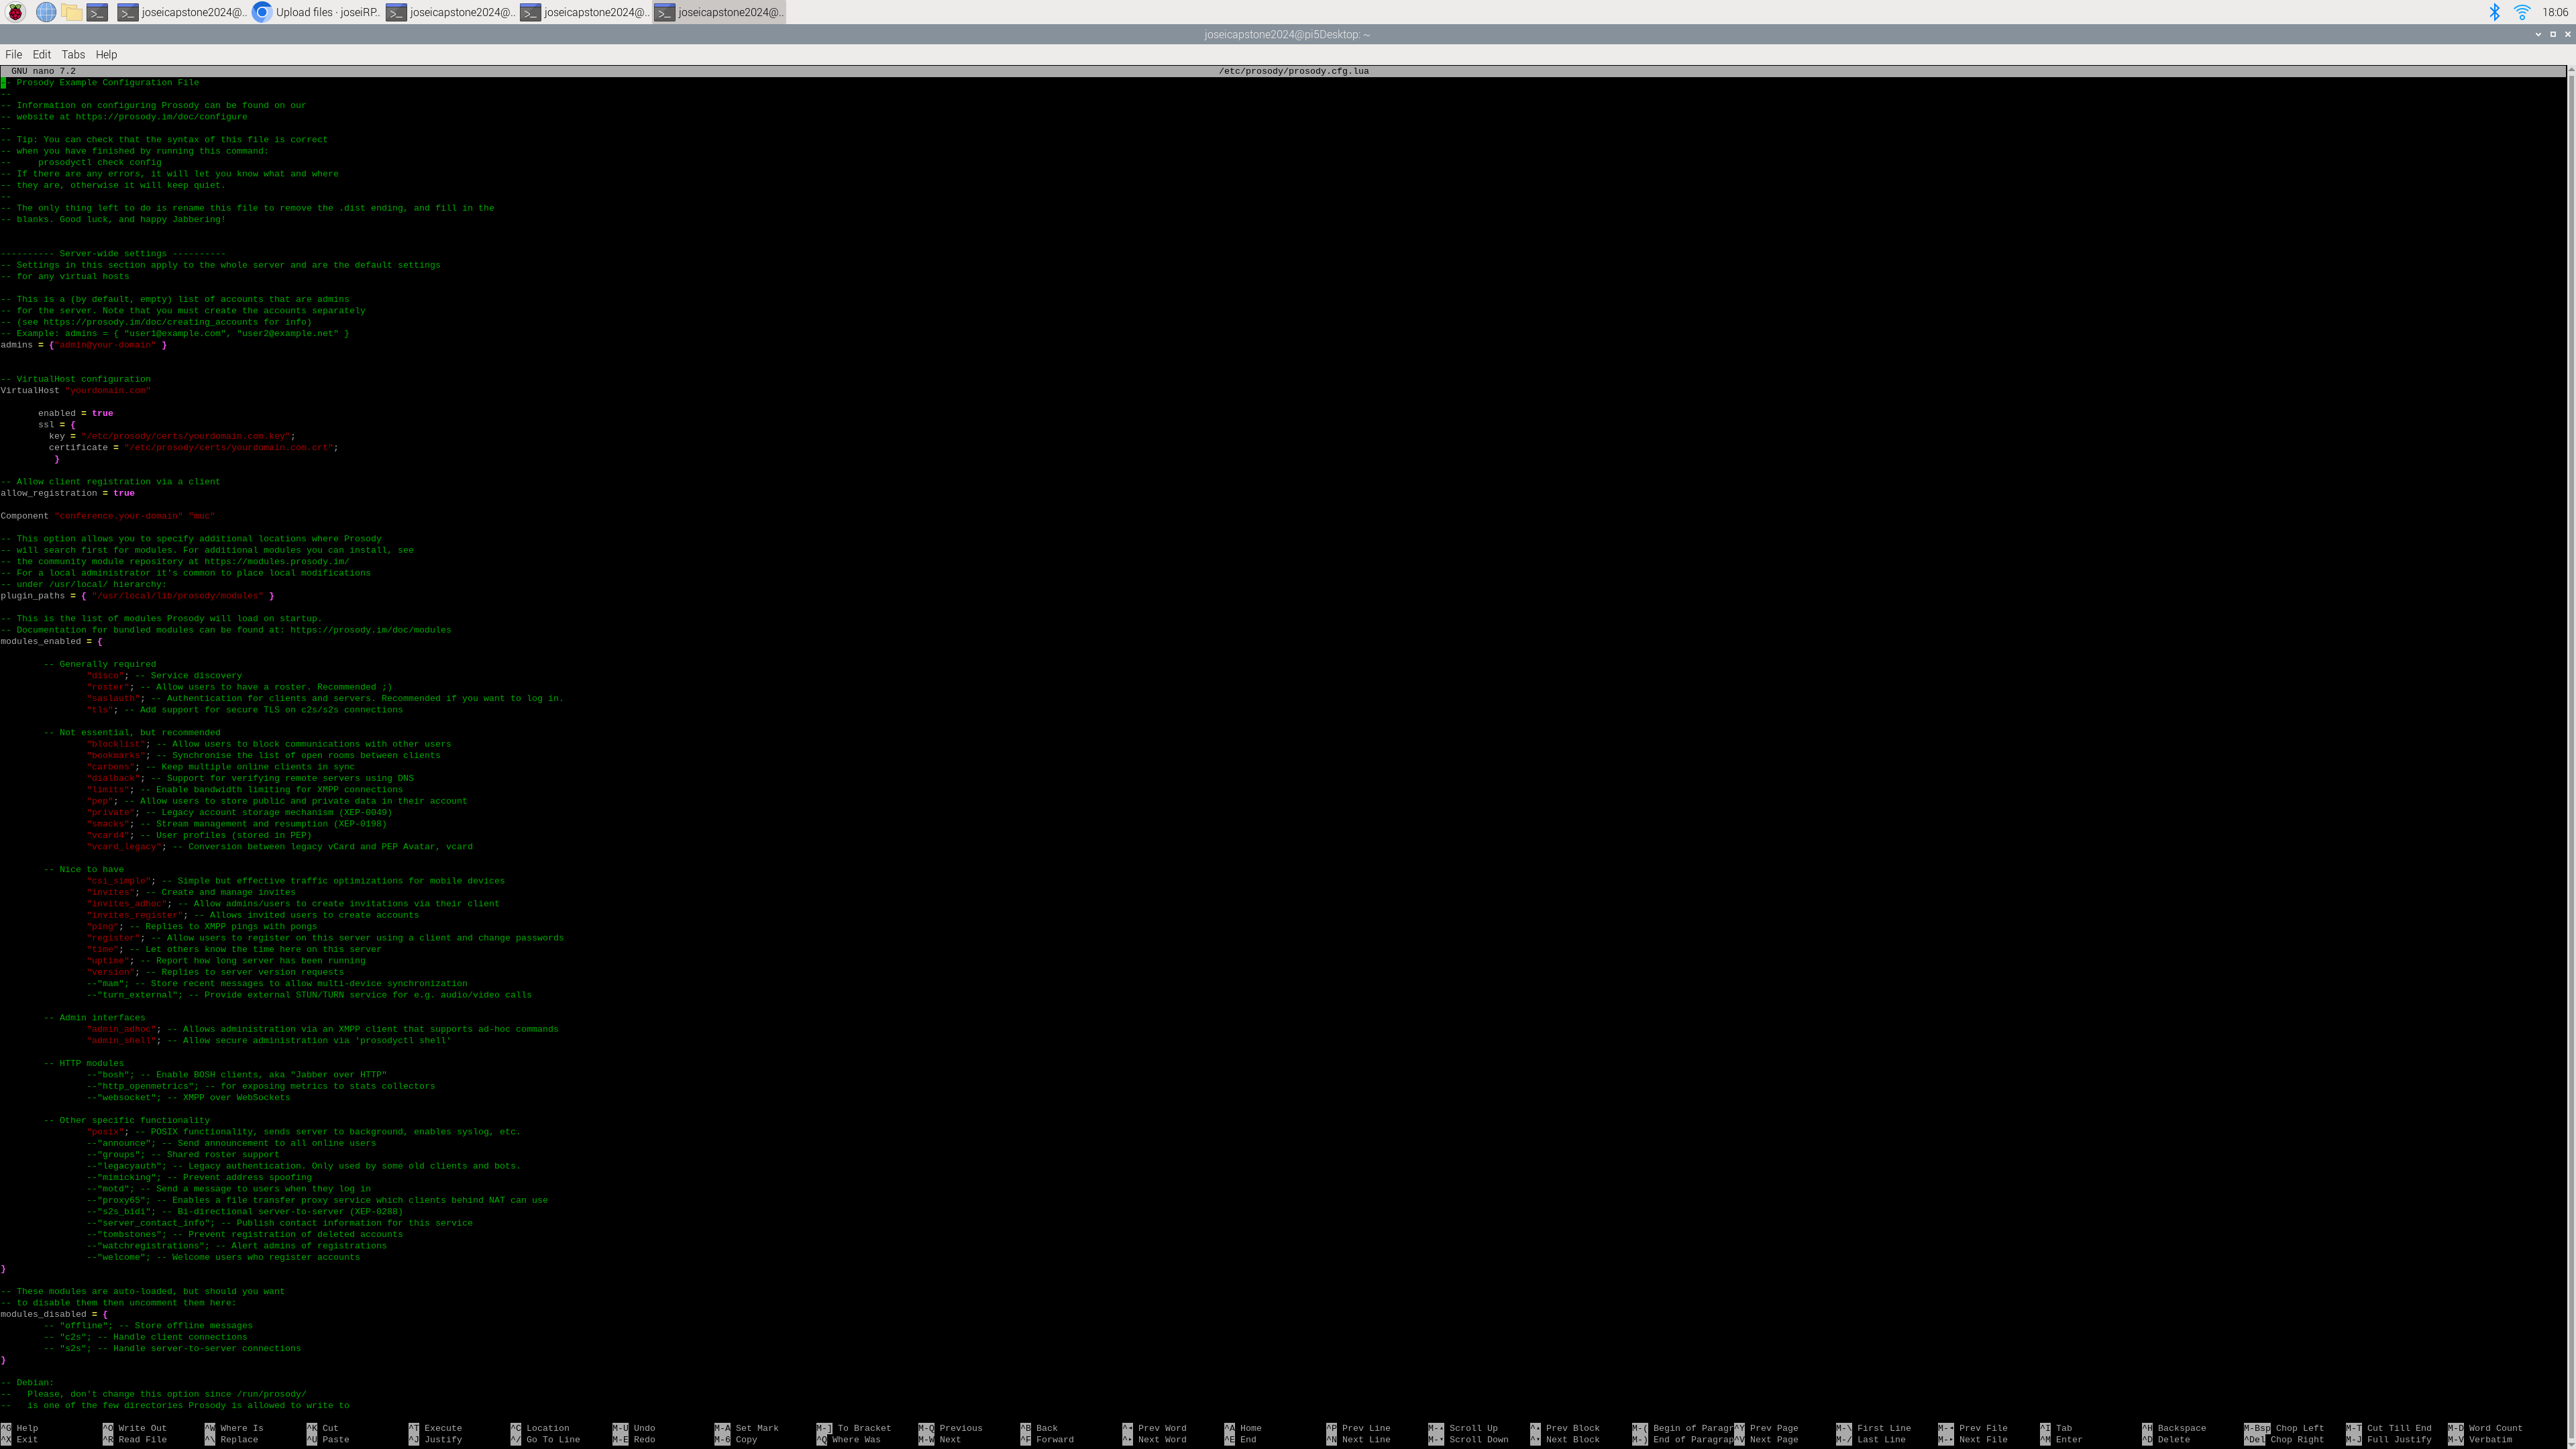 joseicapstone2024@..
Upload files · joseiRP..
joseicapstone2024@..
joseicapstone2024@..
joseicapstone2024@..
18:06
joseicapstone2024@pi5Desktop: ~
File Edit Tabs Help
GNU nano 7.2 /etc/prosody/prosody.cfg.lua
-- Prosody Example Configuration File
--
-- Information on configuring Prosody can be found on our
-- website at https://prosody.im/doc/configure
--
-- Tip: You can check that the syntax of this file is correct
-- when you have finished by running this command:
--     prosodyctl check config
-- If there are any errors, it will let you know what and where
-- they are, otherwise it will keep quiet.
--
-- The only thing left to do is rename this file to remove the .dist ending, and fill in the
-- blanks. Good luck, and happy Jabbering!
---------- Server-wide settings ----------
-- Settings in this section apply to the whole server and are the default settings
-- for any virtual hosts
-- This is a (by default, empty) list of accounts that are admins
-- for the server. Note that you must create the accounts separately
-- (see https://prosody.im/doc/creating_accounts for info)
-- Example: admins = { "user1@example.com", "user2@example.net" }
admins = {"admin@your-domain" }
-- VirtualHost configuration
VirtualHost "yourdomain.com"
enabled = true
ssl = {
key = "/etc/prosody/certs/yourdomain.com.key";
certificate = "/etc/prosody/certs/yourdomain.com.crt";
}
-- Allow client registration via a client
allow_registration = true
Component "conference.your-domain" "muc"
-- This option allows you to specify additional locations where Prosody
-- will search first for modules. For additional modules you can install, see
-- the community module repository at https://modules.prosody.im/
-- For a local administrator it's common to place local modifications
-- under /usr/local/ hierarchy:
plugin_paths = { "/usr/local/lib/prosody/modules" }
-- This is the list of modules Prosody will load on startup.
-- Documentation for bundled modules can be found at: https://prosody.im/doc/modules
modules_enabled = {
-- Generally required
"disco"; -- Service discovery
"roster"; -- Allow users to have a roster. Recommended ;)
"saslauth"; -- Authentication for clients and servers. Recommended if you want to log in.
"tls"; -- Add support for secure TLS on c2s/s2s connections
-- Not essential, but recommended
"blocklist"; -- Allow users to block communications with other users
"bookmarks"; -- Synchronise the list of open rooms between clients
"carbons"; -- Keep multiple online clients in sync
"dialback"; -- Support for verifying remote servers using DNS
"limits"; -- Enable bandwidth limiting for XMPP connections
"pep"; -- Allow users to store public and private data in their account
"private"; -- Legacy account storage mechanism (XEP-0049)
"smacks"; -- Stream management and resumption (XEP-0198)
"vcard4"; -- User profiles (stored in PEP)
"vcard_legacy"; -- Conversion between legacy vCard and PEP Avatar, vcard
-- Nice to have
"csi_simple"; -- Simple but effective traffic optimizations for mobile devices
"invites"; -- Create and manage invites
"invites_adhoc"; -- Allow admins/users to create invitations via their client
"invites_register"; -- Allows invited users to create accounts
"ping"; -- Replies to XMPP pings with pongs
"register"; -- Allow users to register on this server using a client and change passwords
"time"; -- Let others know the time here on this server
"uptime"; -- Report how long server has been running
"version"; -- Replies to server version requests
--"mam"; -- Store recent messages to allow multi-device synchronization
--"turn_external"; -- Provide external STUN/TURN service for e.g. audio/video calls
-- Admin interfaces
"admin_adhoc"; -- Allows administration via an XMPP client that supports ad-hoc commands
"admin_shell"; -- Allow secure administration via 'prosodyctl shell'
-- HTTP modules
--"bosh"; -- Enable BOSH clients, aka "Jabber over HTTP"
--"http_openmetrics"; -- for exposing metrics to stats collectors
--"websocket"; -- XMPP over WebSockets
-- Other specific functionality
"posix"; -- POSIX functionality, sends server to background, enables syslog, etc.
--"announce"; -- Send announcement to all online users
--"groups"; -- Shared roster support
--"legacyauth"; -- Legacy authentication. Only used by some old clients and bots.
--"mimicking"; -- Prevent address spoofing
--"motd"; -- Send a message to users when they log in
--"proxy65"; -- Enables a file transfer proxy service which clients behind NAT can use
--"s2s_bidi"; -- Bi-directional server-to-server (XEP-0288)
--"server_contact_info"; -- Publish contact information for this service
--"tombstones"; -- Prevent registration of deleted accounts
--"watchregistrations"; -- Alert admins of registrations
--"welcome"; -- Welcome users who register accounts
}
-- These modules are auto-loaded, but should you want
-- to disable them then uncomment them here:
modules_disabled = {
-- "offline"; -- Store offline messages
-- "c2s"; -- Handle client connections
-- "s2s"; -- Handle server-to-server connections
}
-- Debian:
--   Please, don't change this option since /run/prosody/
--   is one of the few directories Prosody is allowed to write to
^G Help ^O Write Out ^W Where Is ^K Cut ^T Execute ^C Location M-U Undo M-A Set Mark M-] To Bracket M-Q Previous ^B Back ^◂ Prev Word ^A Home ^P Prev Line M-▴ Scroll Up ^▴ Prev Block M-( Begin of Paragr ^Y Prev Page M-\ First Line M-◂ Prev File ^I Tab ^H Backspace M-Bsp Chop Left M-T Cut Till End M-D Word Count
^X Exit ^R Read File ^\ Replace ^U Paste ^J Justify ^/ Go To Line M-E Redo M-6 Copy ^Q Where Was M-W Next ^F Forward ^▸ Next Word ^E End ^N Next Line M-▾ Scroll Down ^▾ Next Block M-) End of Paragrap ^V Next Page M-/ Last Line M-▸ Next File ^M Enter ^D Delete ^Del Chop Right M-J Full Justify M-V Verbatim